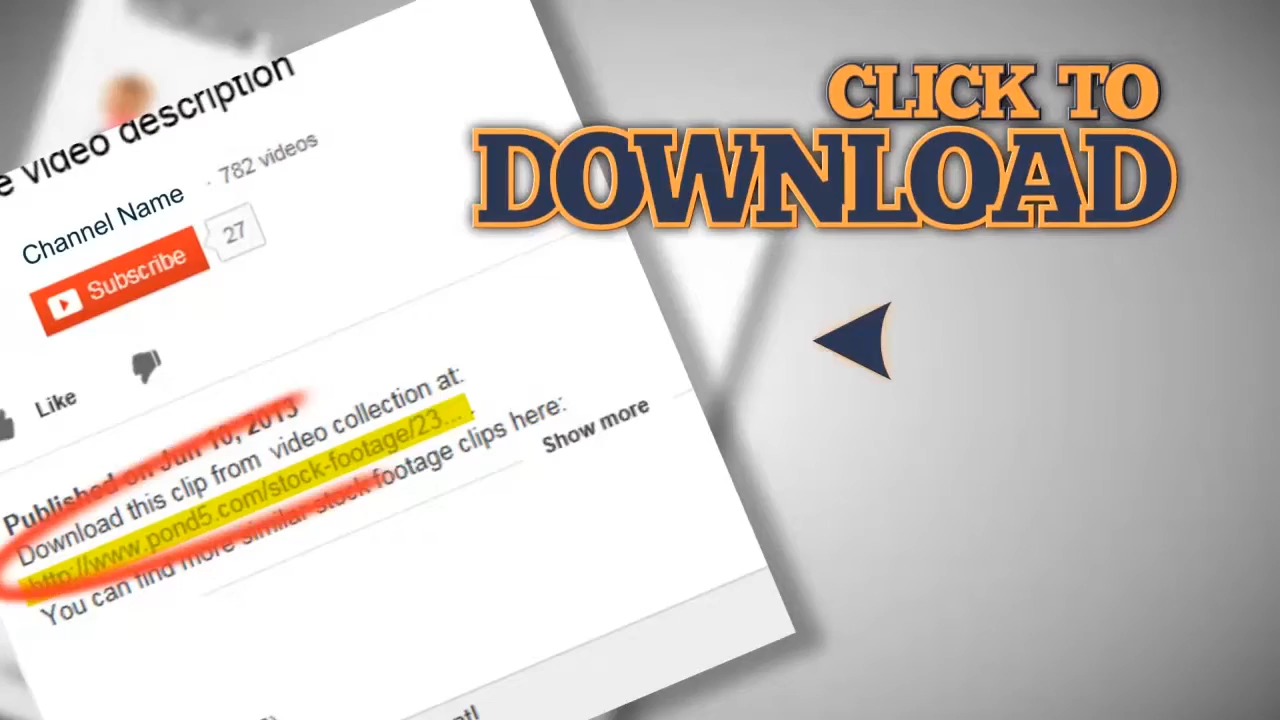 CLICK TO
DOWNLOAD
video description
Channel Name
· 782 videos
Subscribe
27
Like
Published on Jun 10, 2013
Download this clip from video collection at:
http://www.pond5.com/stock-footage/23...
You can find more similar stock footage clips here:
Show more